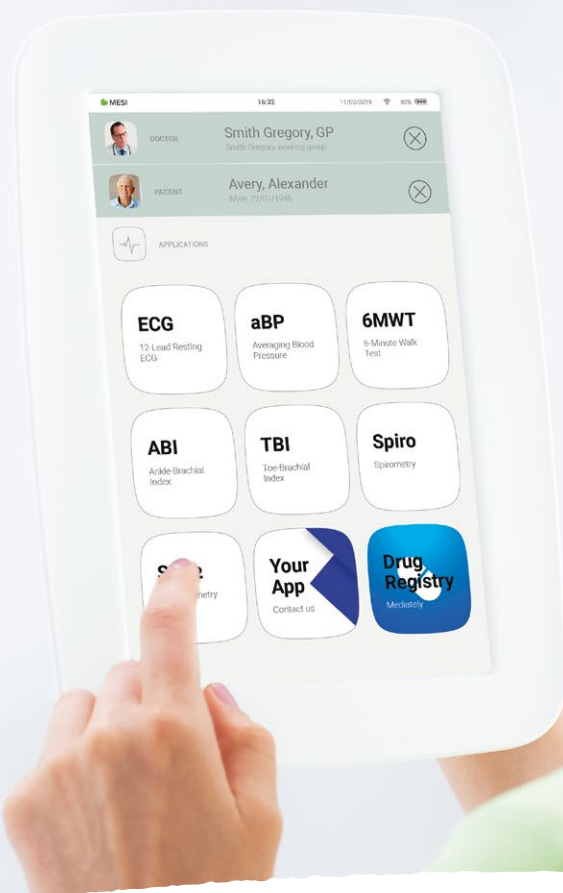 MESI
16:32
11/03/2019
92%
DOCTOR
Smith Gregory, GP
Smith Gregory working group
PATIENT
Avery, Alexander
Male, 27/01/1946
APPLICATIONS
ECG
12-Lead Resting
ECG
aBP
Averaging Blood
Pressure
6MWT
6-Minute Walk
Test
ABI
Ankle-Brachial
Index
TBI
Toe-Brachial
Index
Spiro
Spirometry
Your
App
Contact us
Drug
Registry
Mediately